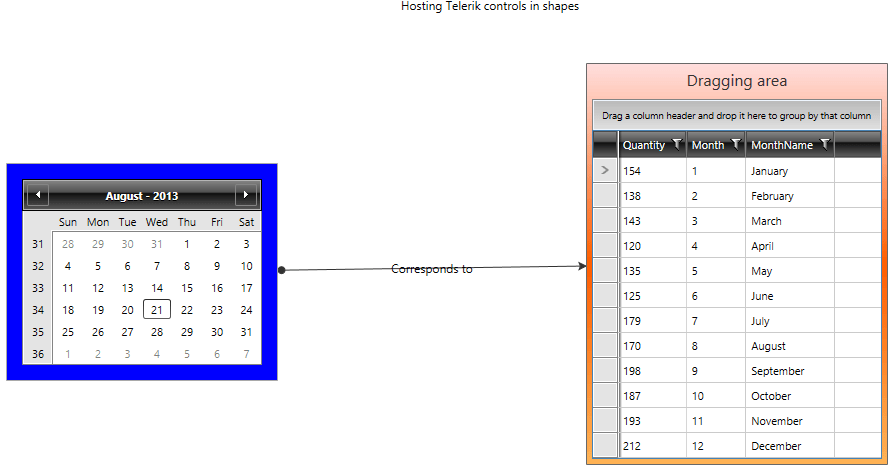 Hosting Telerik controls in shapes
August - 2013
Sun Mon Tue Wed Thu Fri Sat
31 28 29 30 31 1 2 3
32 4 5 6 7 8 9 10
33 11 12 13 14 15 16 17
34 18 19 20 21 22 23 24
35 25 26 27 28 29 30 31
36 1 2 3 4 5 6 7
Corresponds to
Dragging area
Drag a column header and drop it here to group by that column
Quantity Month MonthName
154 1 January
138 2 February
143 3 March
120 4 April
135 5 May
125 6 June
179 7 July
170 8 August
198 9 September
187 10 October
193 11 November
212 12 December